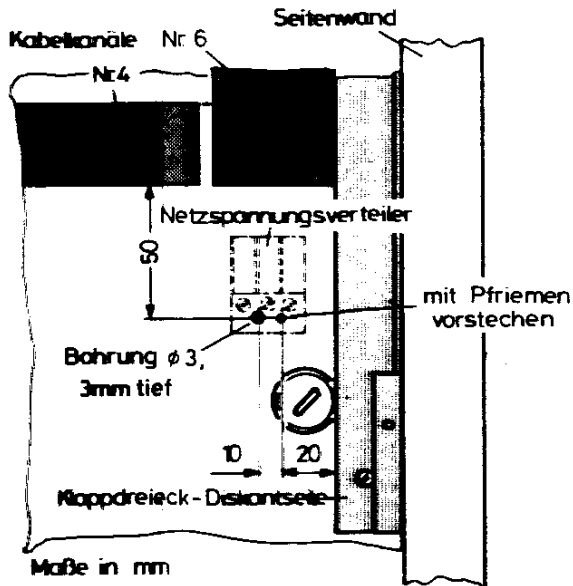 Seitenwand
Kabelkanäle Nr. 6
Nr. 4
Netzspannungsverteiler
50
mit Pfriemen
vorstechen
Bohrung ø 3,
3mm tief
10
20
Klappdreieck-Diskantseite
Maße in mm